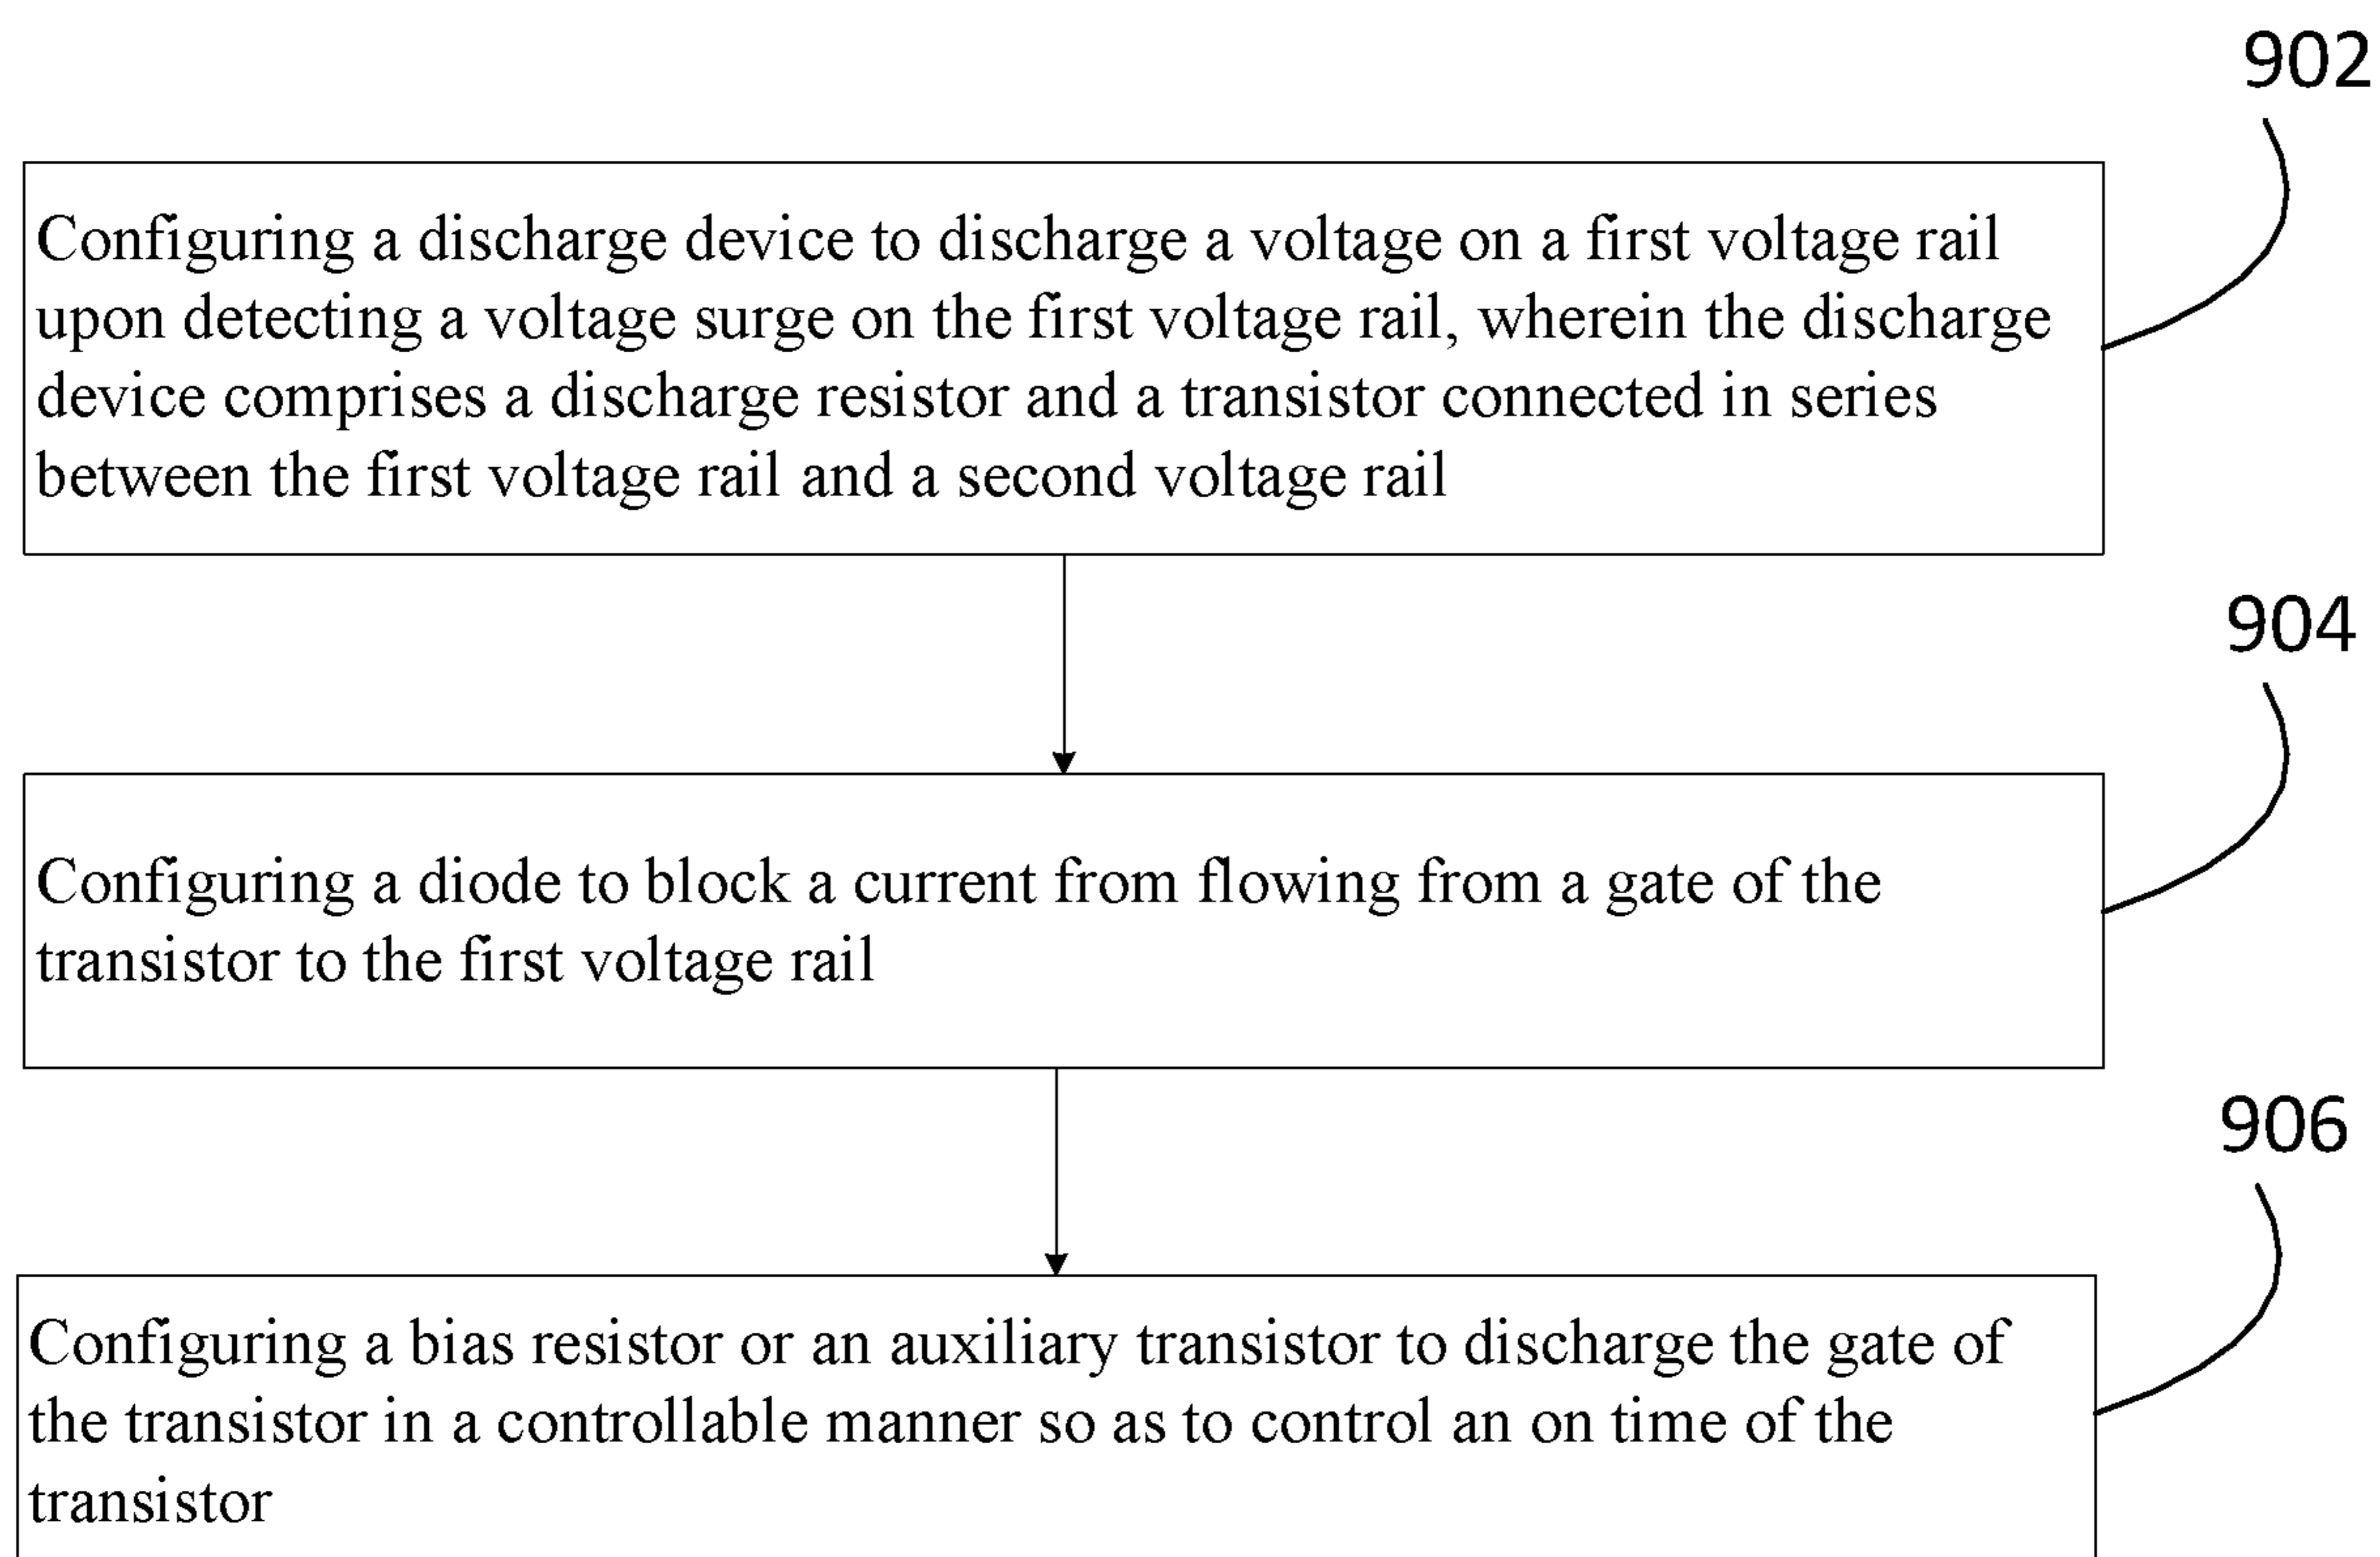 902
Configuring a discharge device to discharge a voltage on a first voltage rail
upon detecting a voltage surge on the first voltage rail, wherein the discharge
device comprises a discharge resistor and a transistor connected in series
between the first voltage rail and a second voltage rail
904
Configuring a diode to block a current from flowing from a gate of the
transistor to the first voltage rail
906
Configuring a bias resistor or an auxiliary transistor to discharge the gate of
the transistor in a controllable manner so as to control an on time of the
transistor